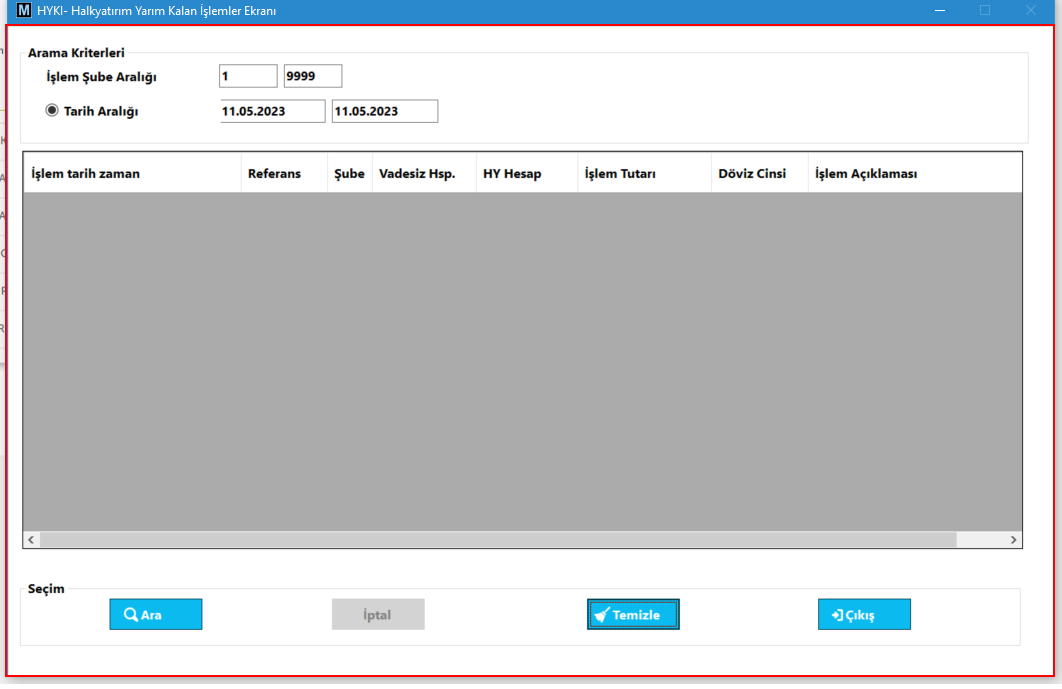 M HYKI- Halkyatırım Yarım Kalan İşlemler Ekranı
Arama Kriterleri
İşlem Şube Aralığı 1 9999
Tarih Aralığı 11.05.2023 11.05.2023
İşlem tarih zaman Referans Şube Vadesiz Hsp. HY Hesap İşlem Tutarı Döviz Cinsi İşlem Açıklaması
Seçim
Ara İptal Temizle Çıkış